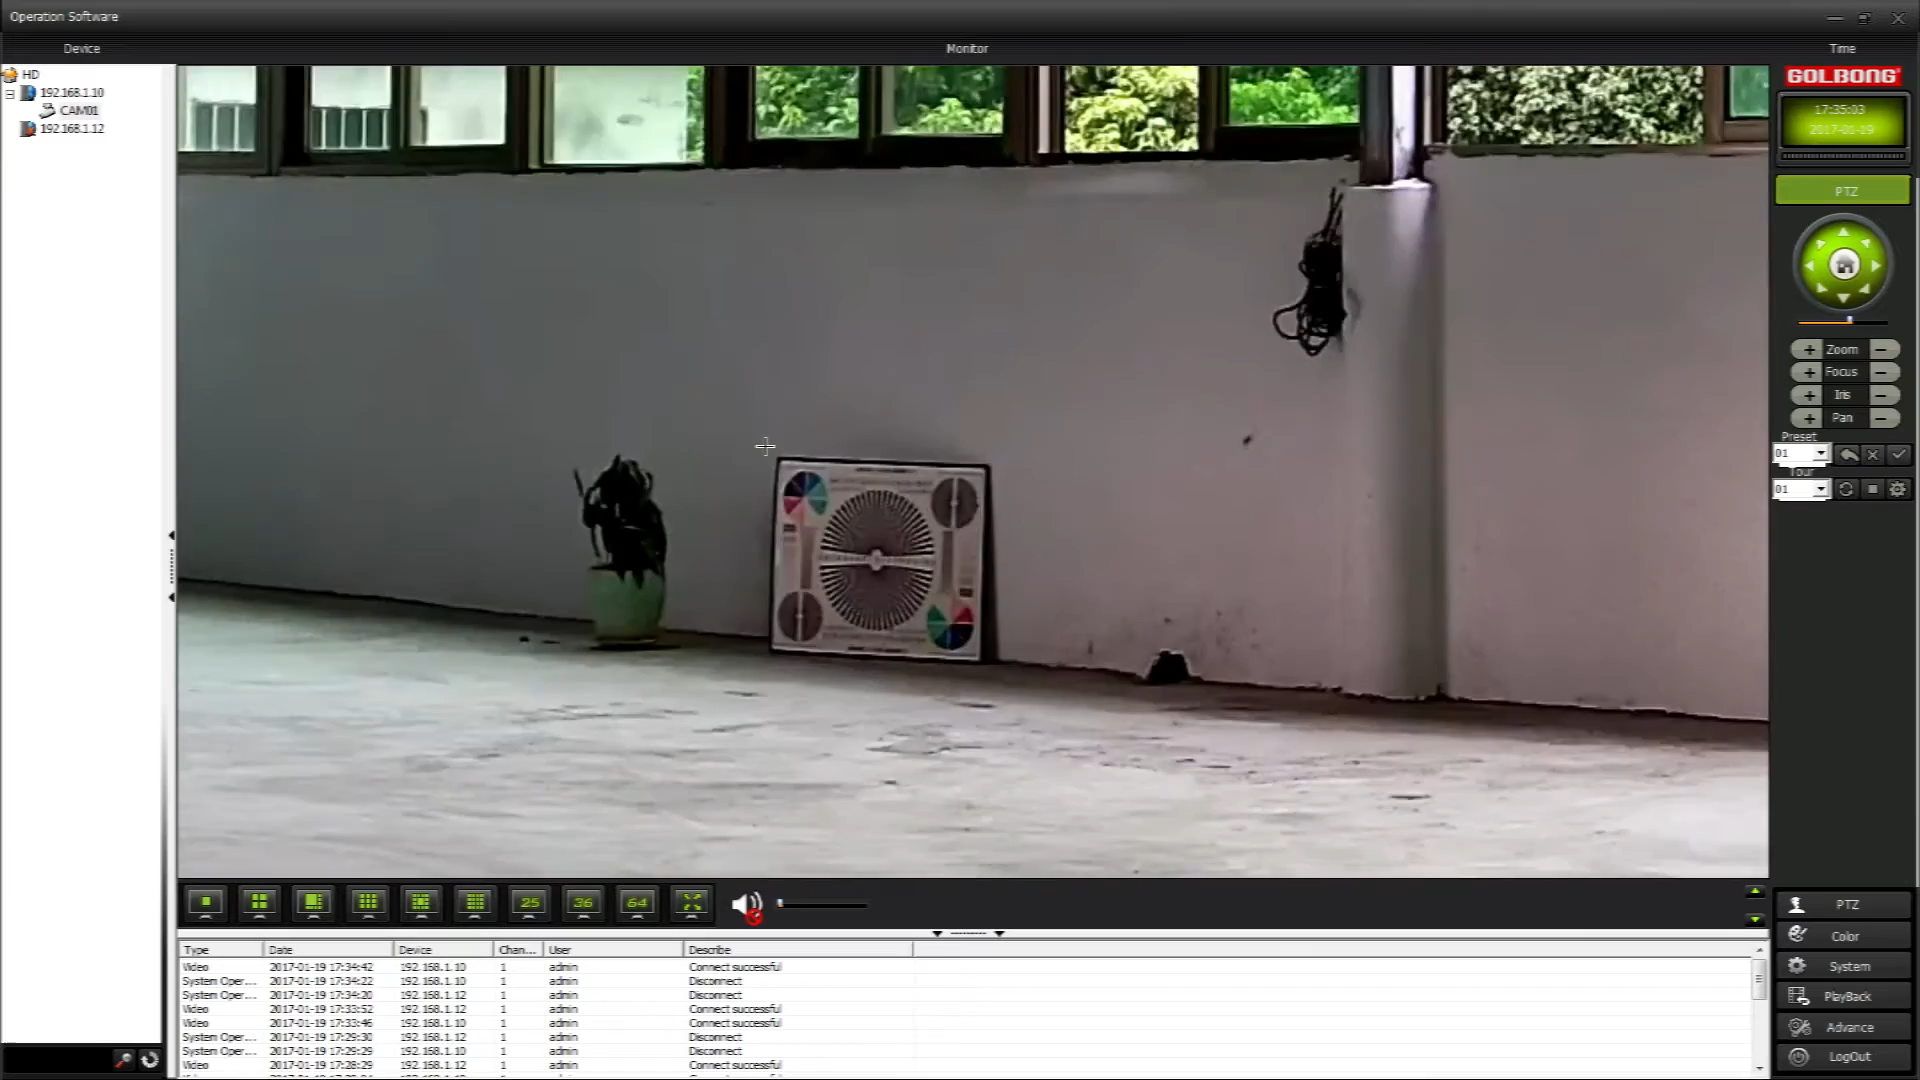 Operation Software
Device
Monitor
Time
HD
192.168.1.10
CAM01
192.168.1.12
GOLBONG
17:35:03
2017-01-19
PTZ
Zoom
Focus
Iris
Pan
Preset
01
Tour
01
25 36 64
PTZ
Color
System
PlayBack
Advance
LogOut
Type Date Device Chan... User Describe
Video 2017-01-19 17:34:42 192.168.1.10 1 admin Connect successful
System Oper.... 2017-01-19 17:34:22 192.168.1.10 1 admin Disconnect
System Oper.... 2017-01-19 17:34:20 192.168.1.12 1 admin Disconnect
Video 2017-01-19 17:33:52 192.168.1.12 1 admin Connect successful
Video 2017-01-19 17:33:46 192.168.1.10 1 admin Connect successful
System Oper.... 2017-01-19 17:29:30 192.168.1.12 1 admin Disconnect
System Oper.... 2017-01-19 17:29:29 192.168.1.10 1 admin Disconnect
Video 2017-01-19 17:28:29 192.168.1.12 1 admin Connect successful